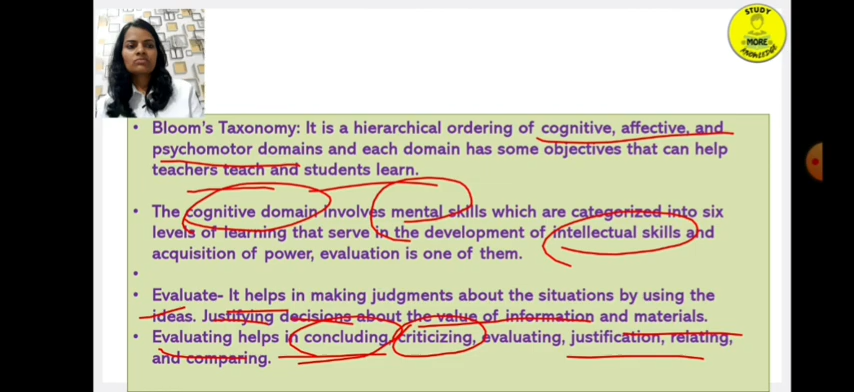 STUDY
MORE
KNOWLEDGE
• Bloom's Taxonomy: It is a hierarchical ordering of cognitive, affective, and
psychomotor domains and each domain has some objectives that can help
teachers teach and students learn.
• The cognitive domain involves mental skills which are categorized into six
levels of learning that serve in the development of intellectual skills and
acquisition of power, evaluation is one of them.
•
• Evaluate- It helps in making judgments about the situations by using the
ideas. Justifying decisions about the value of information and materials.
• Evaluating helps in concluding, criticizing, evaluating, justification, relating,
and comparing.